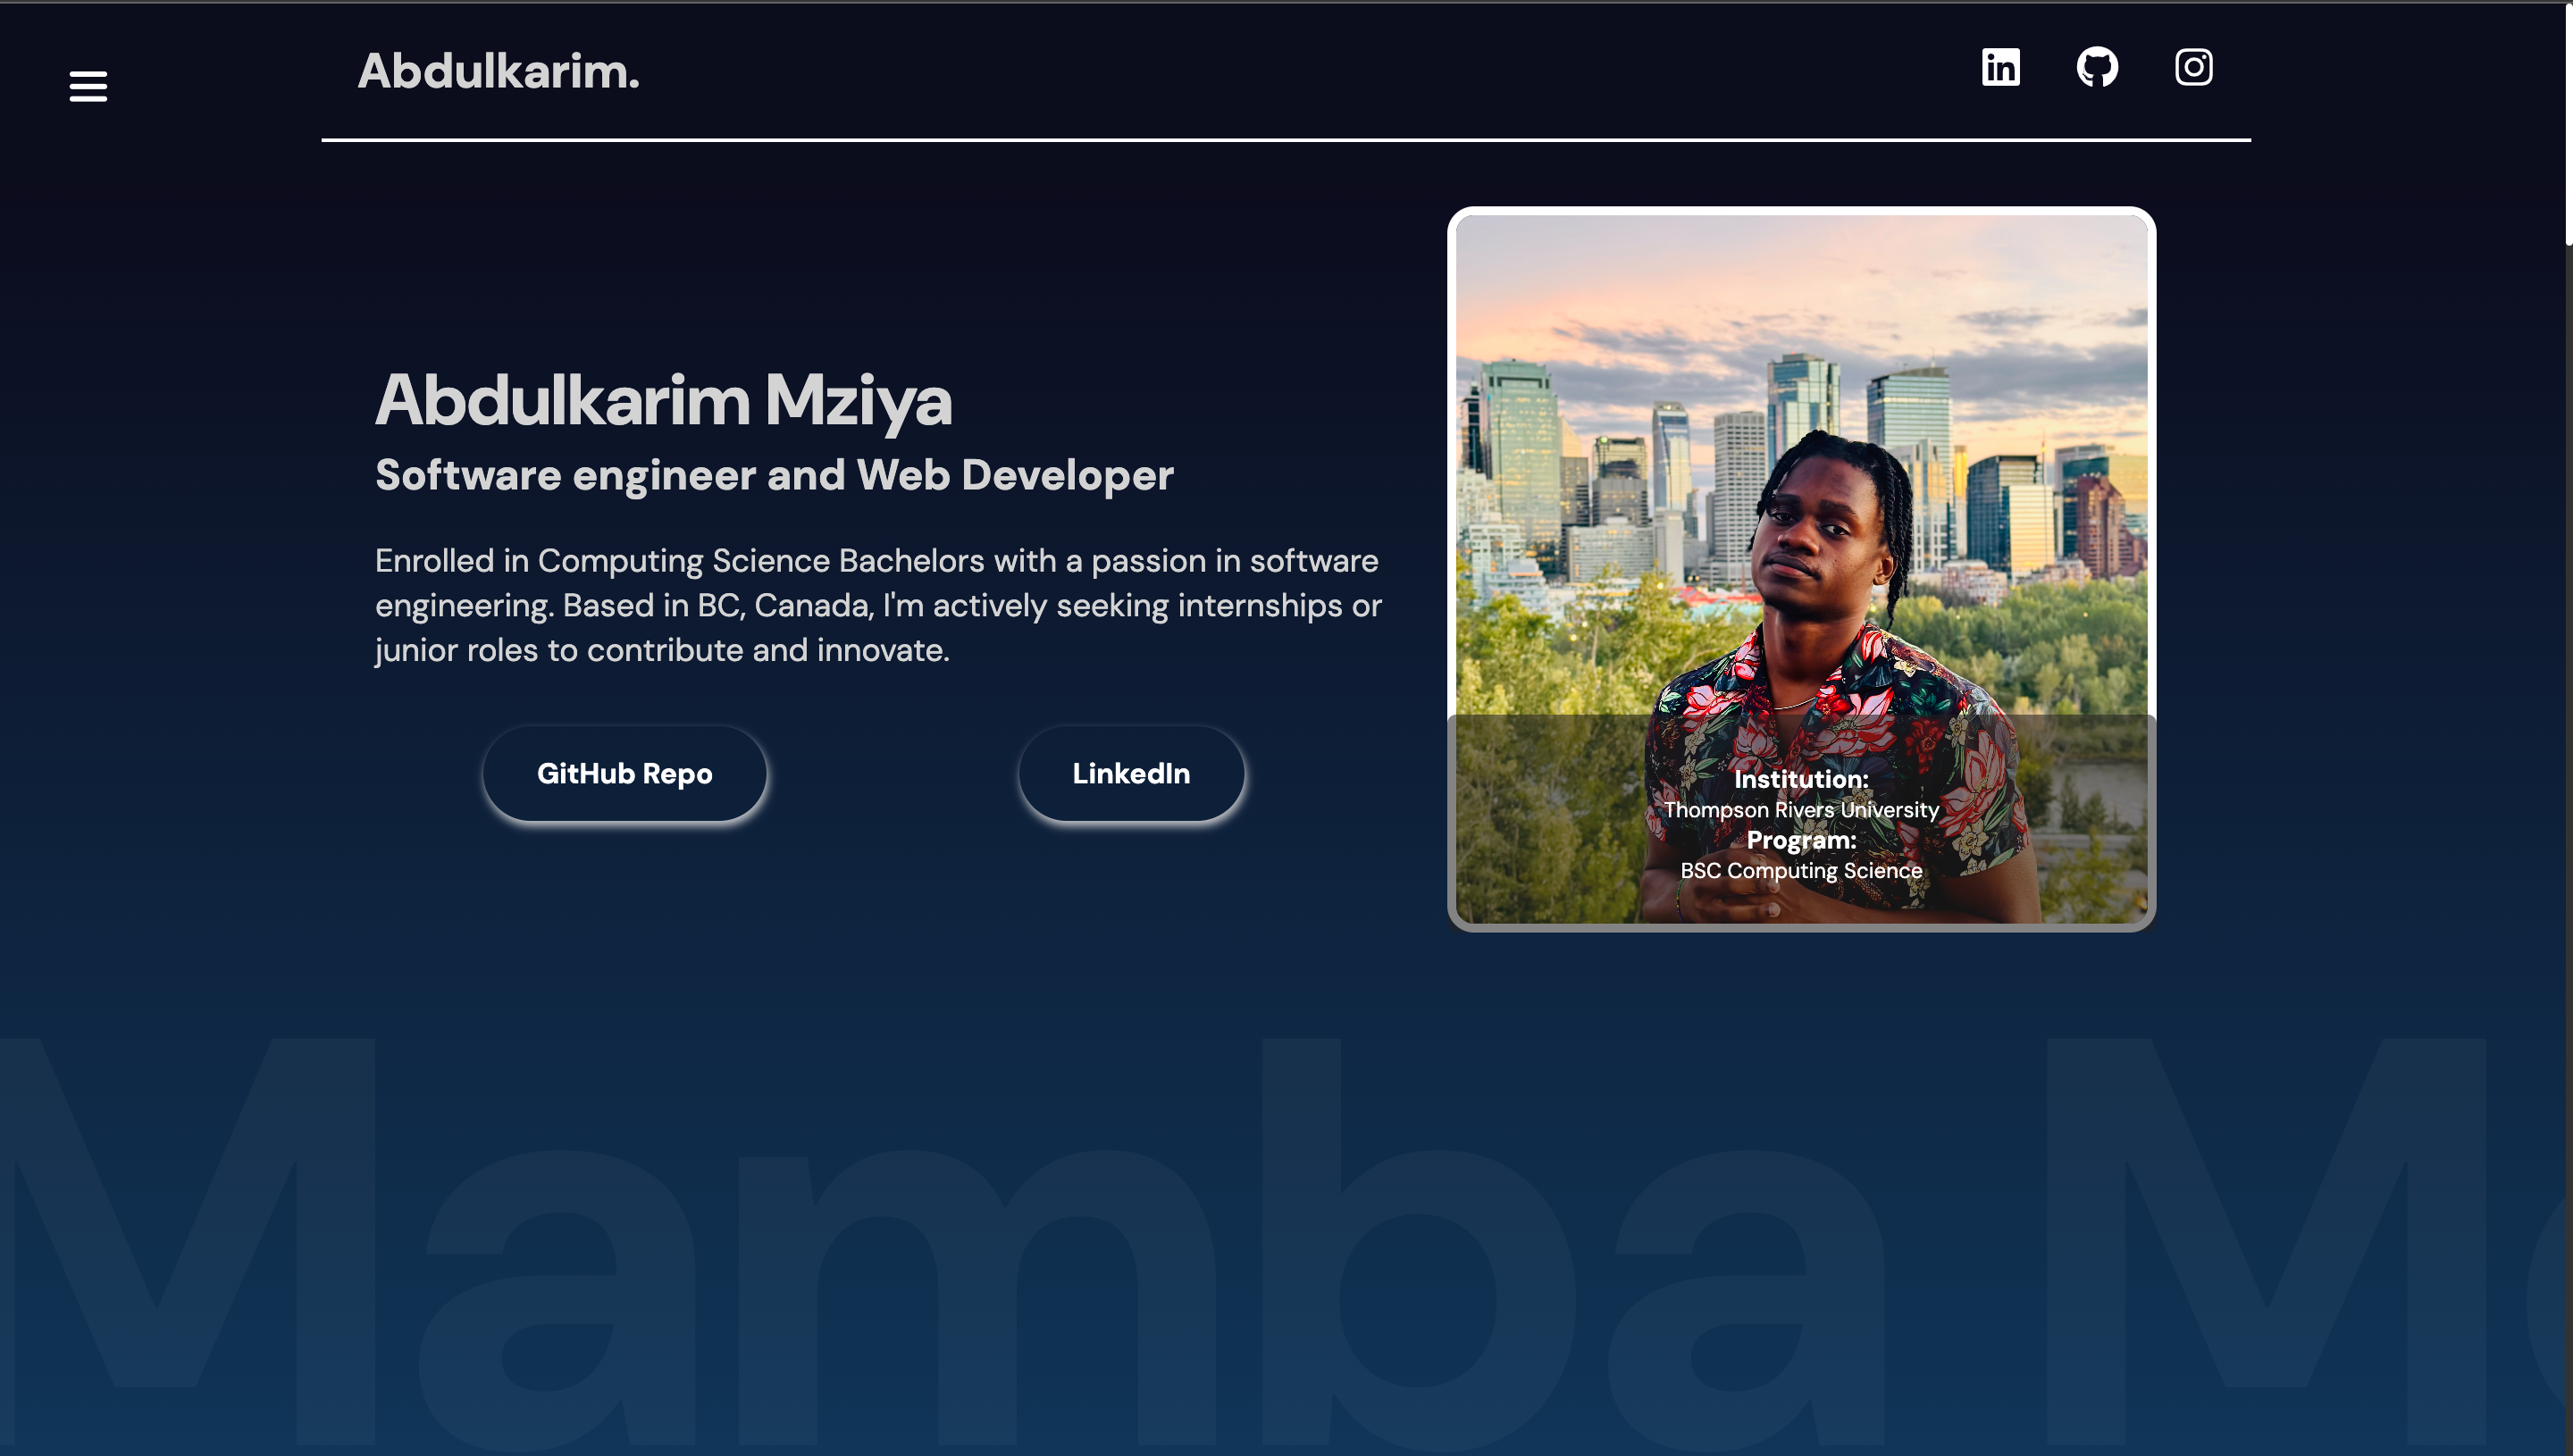 Abdulkarim.
Abdulkarim Mziya
Software engineer and Web Developer
Enrolled in Computing Science Bachelors with a passion in software
engineering. Based in BC, Canada, I'm actively seeking internships or
junior roles to contribute and innovate.
GitHub Repo
LinkedIn
Institution:
Thompson Rivers University
Program:
BSC Computing Science
Mamba M